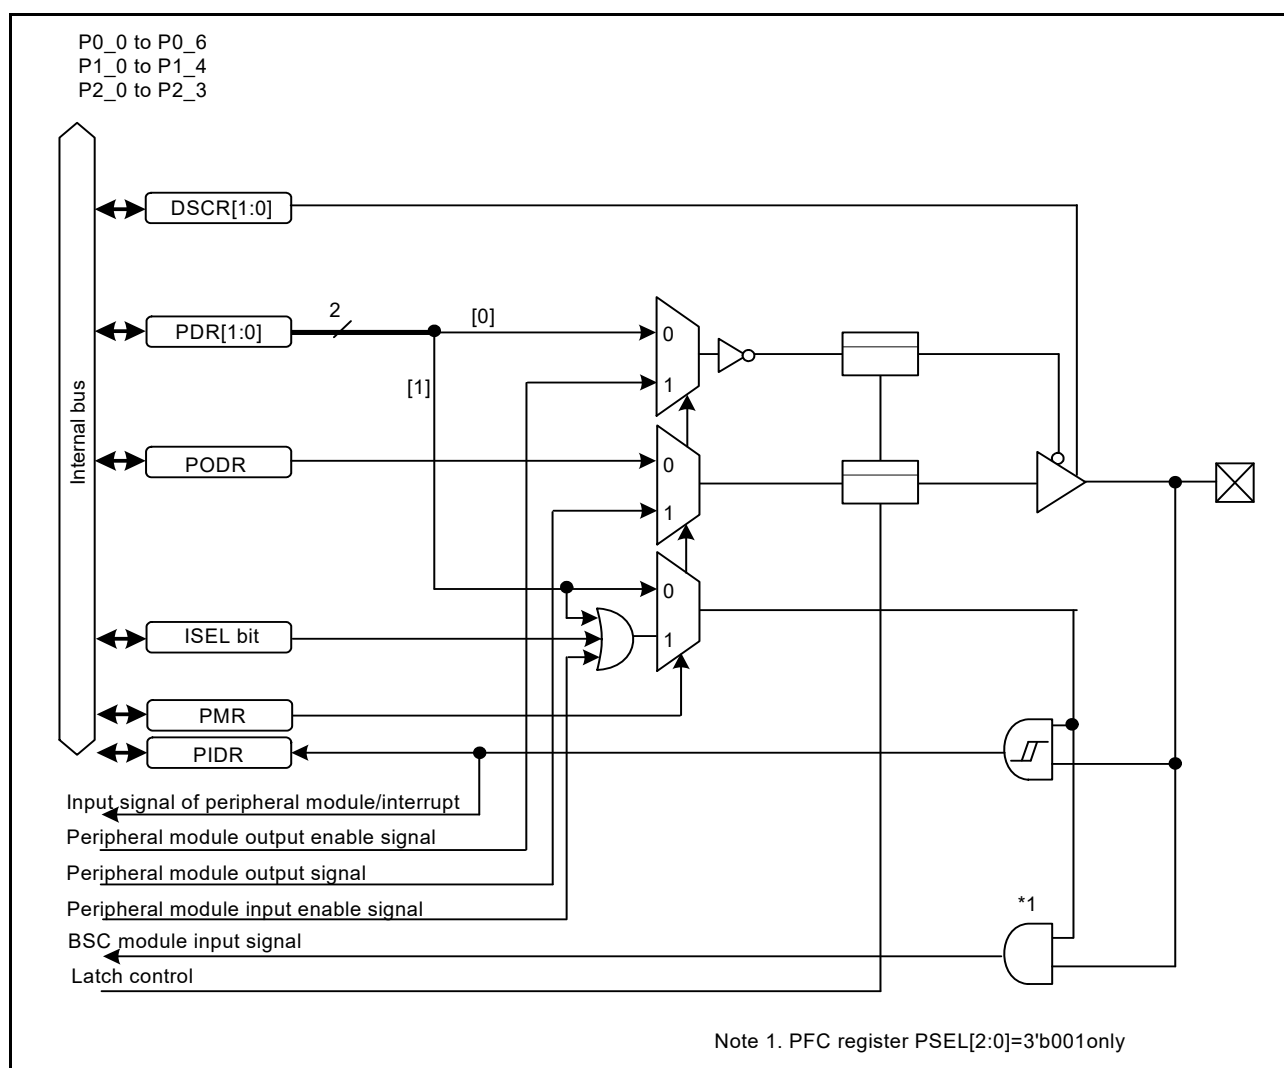 P0_0 to P0_6
P1_0 to P1_4
P2_0 to P2_3
Internal bus
DSCR[1:0]
PDR[1:0]
2
[0]
[1]
0
1
PODR
0
1
0
1
ISEL bit
PMR
PIDR
Input signal of peripheral module/interrupt
Peripheral module output enable signal
Peripheral module output signal
Peripheral module input enable signal
*1
BSC module input signal
Latch control
Note 1. PFC register PSEL[2:0]=3'b001only